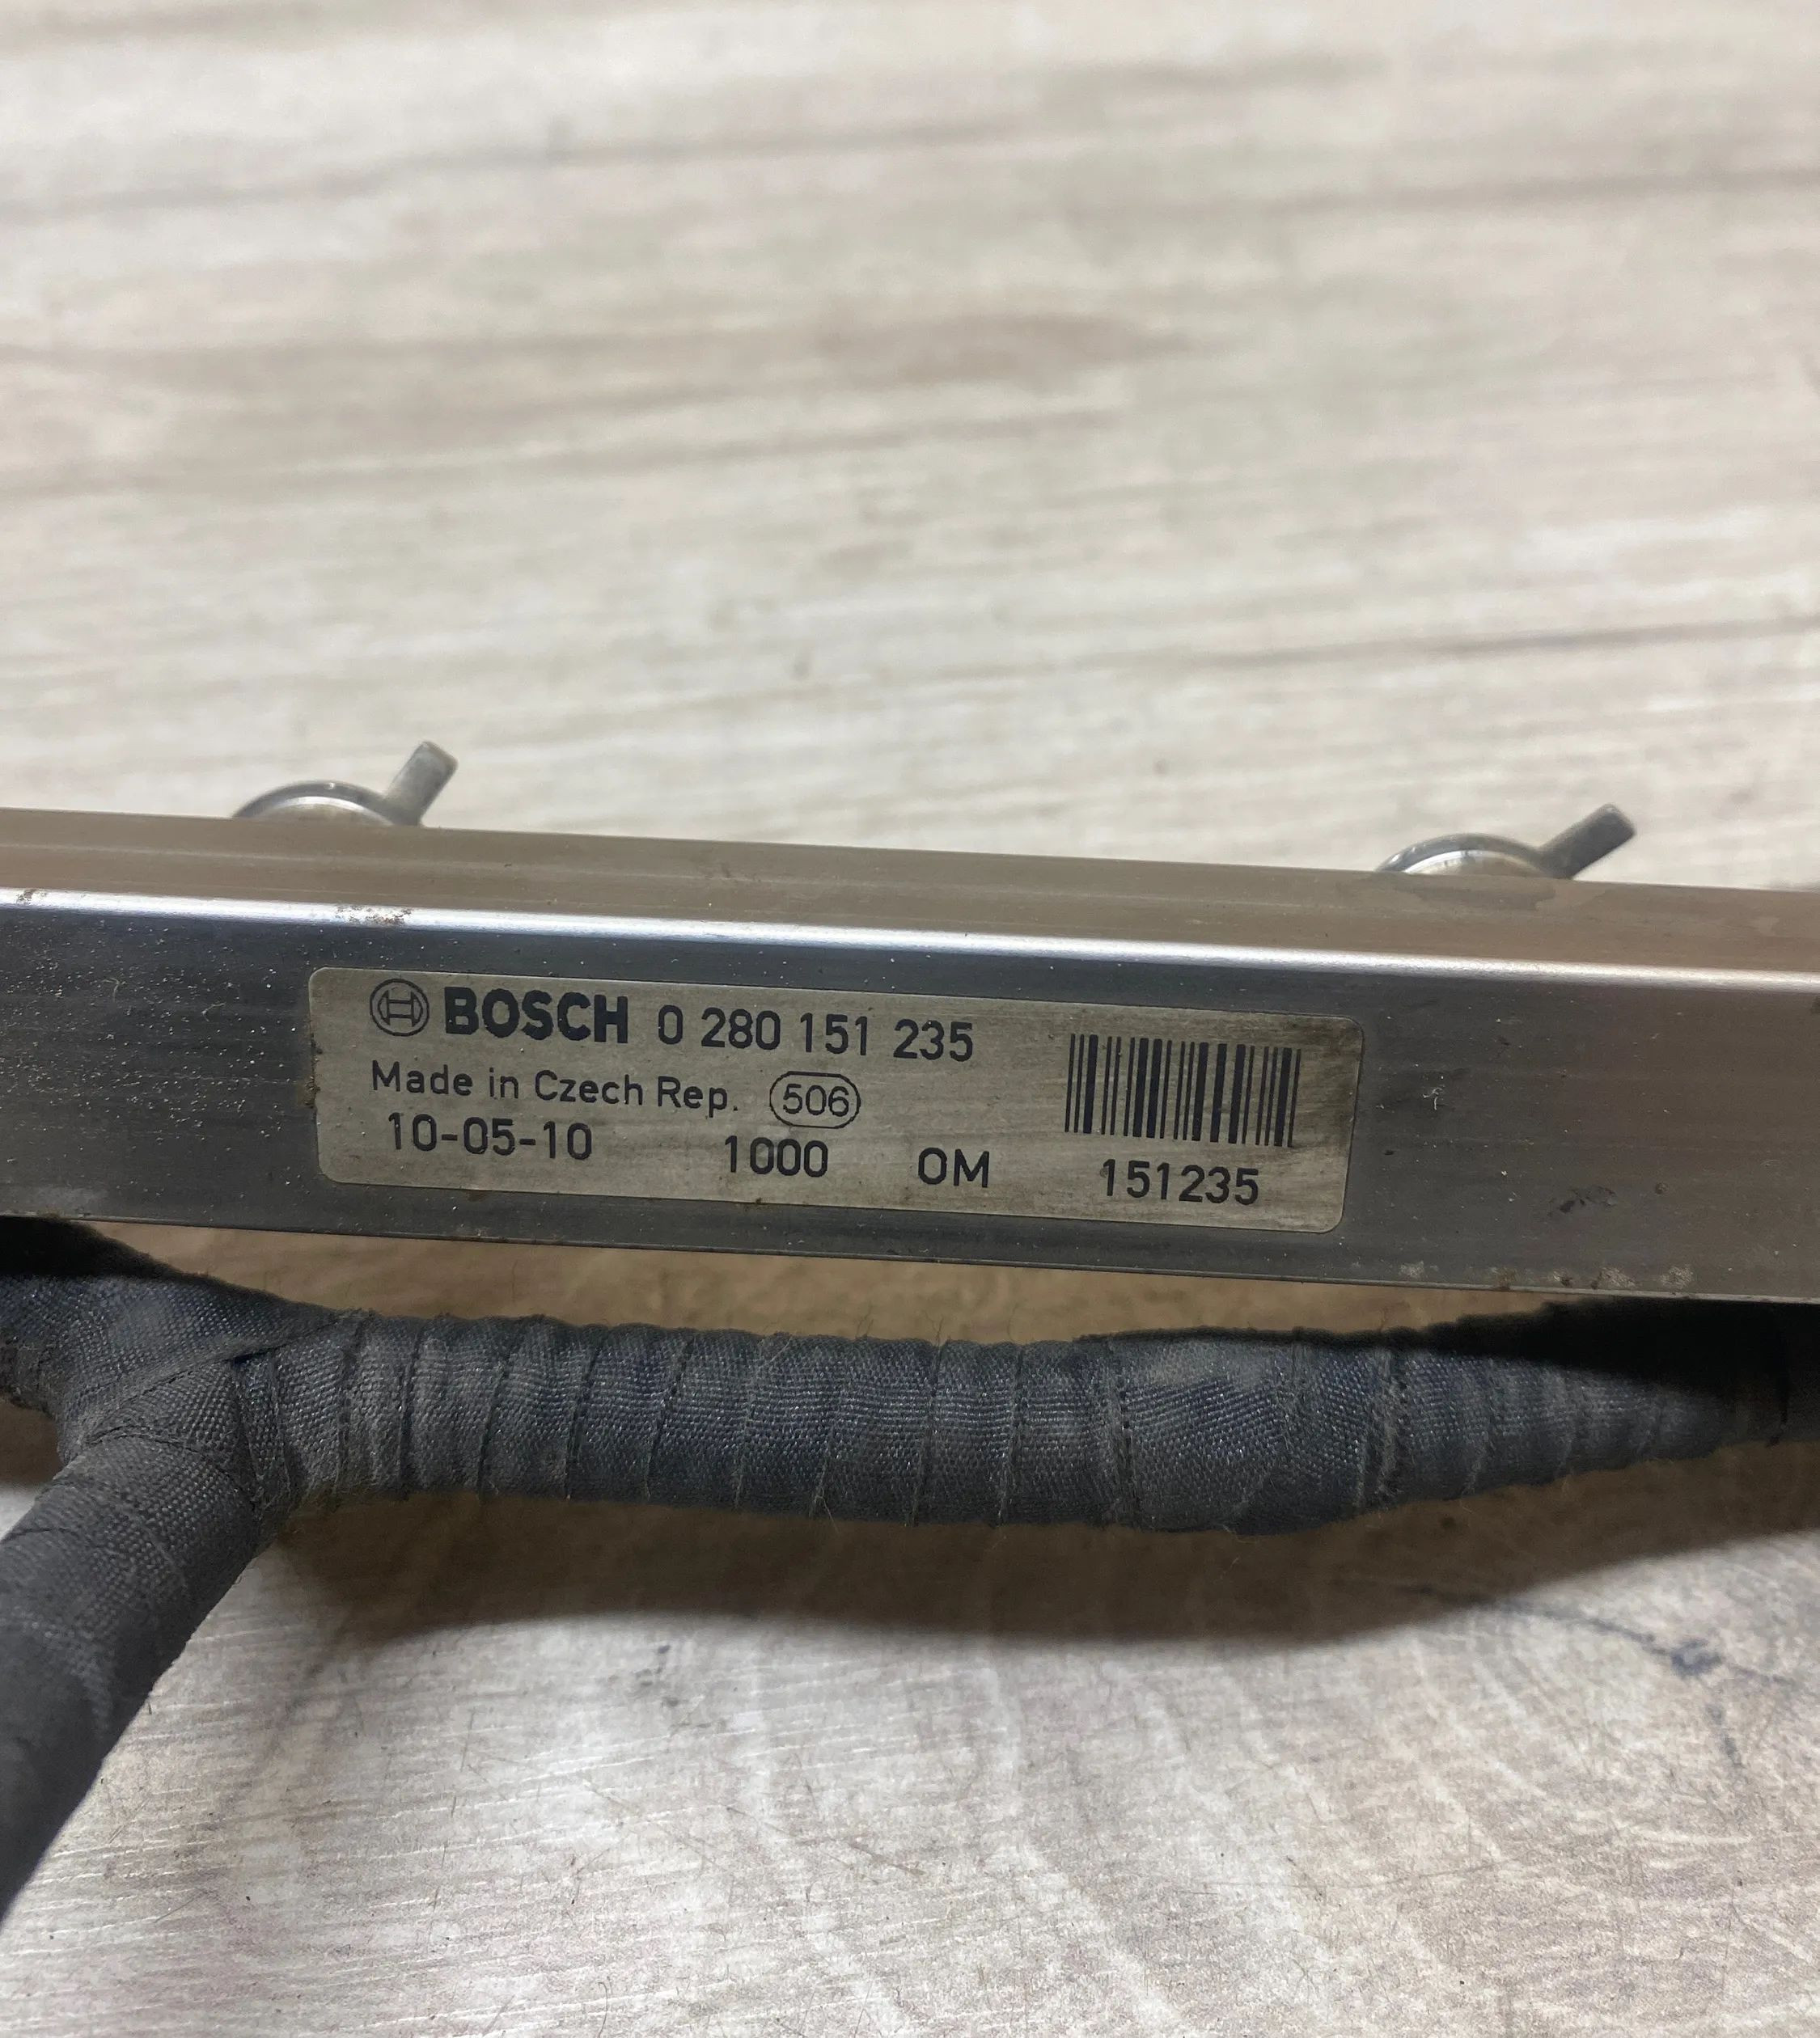 BOSCH 0 280 151 235
Made in Czech Rep. 506
10-05-10 1000 OM 151235